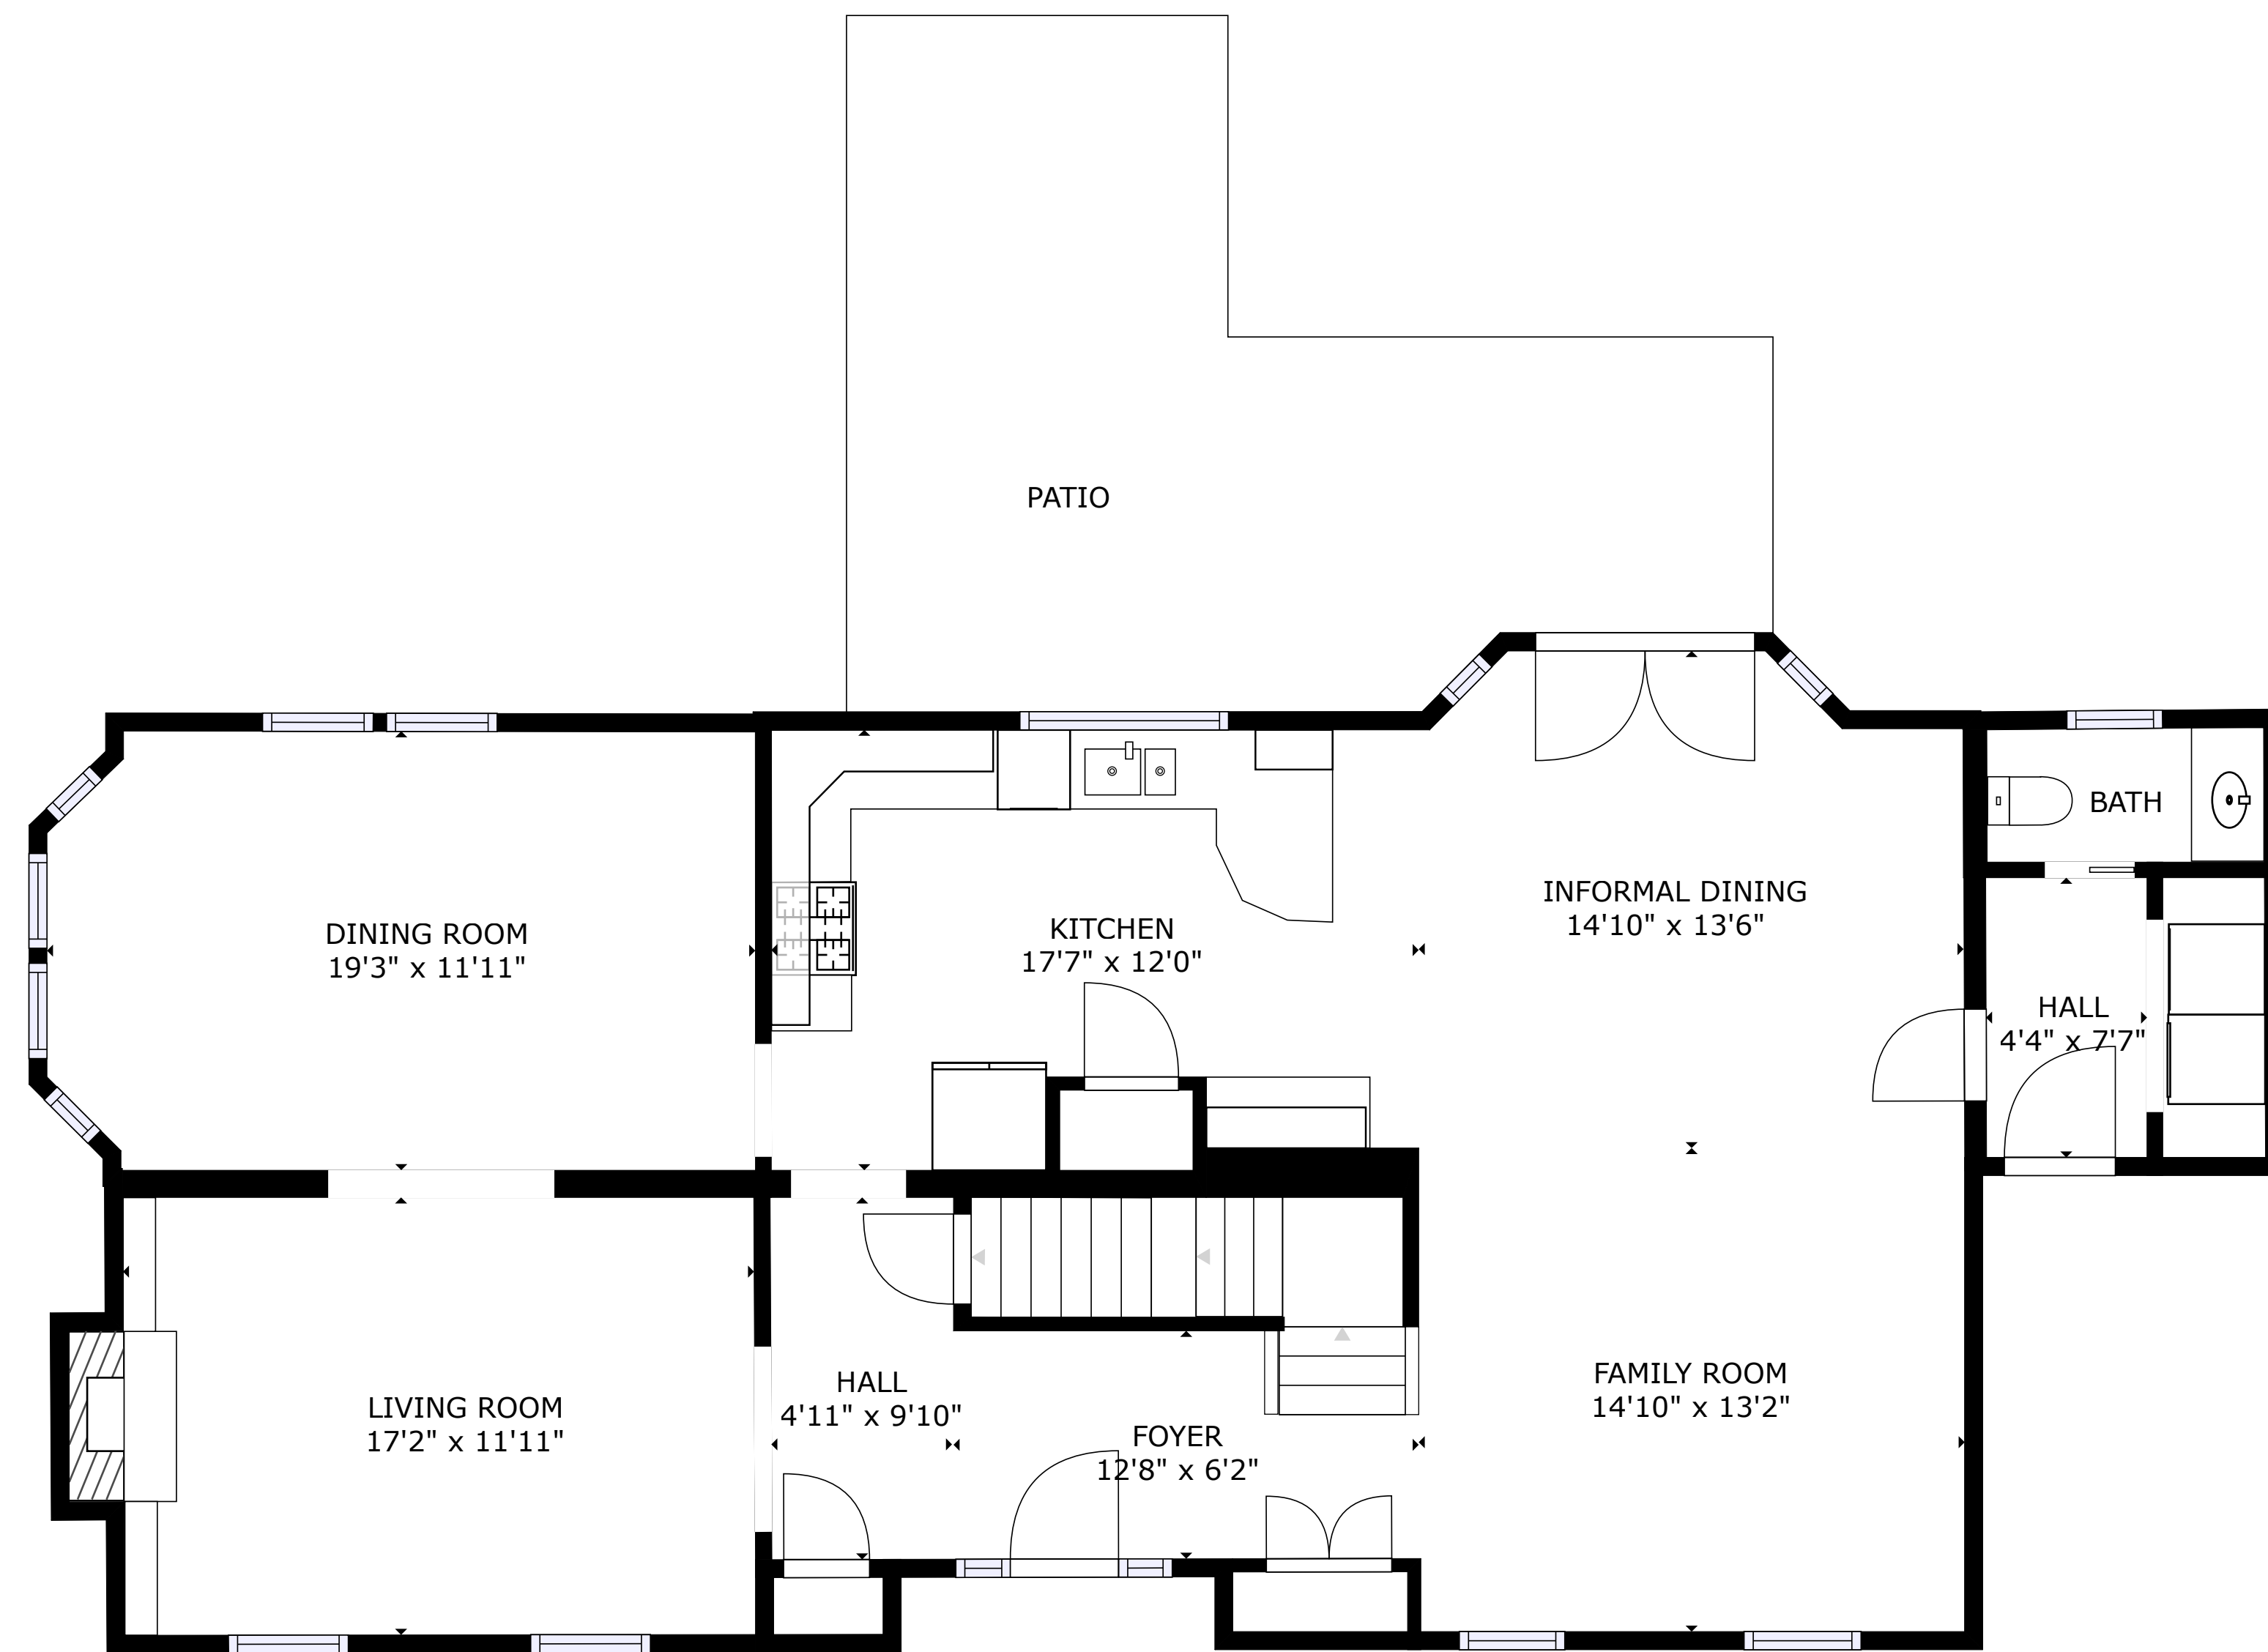 PATIO
BATH
INFORMAL DINING
14'10" x 13'6"
KITCHEN
17'7" x 12'0"
DINING ROOM
19'3" x 11'11"
HALL
4'4" x 7'7"
FAMILY ROOM
14'10" x 13'2"
HALL
4'11" x 9'10"
LIVING ROOM
17'2" x 11'11"
FOYER
12'8" x 6'2"